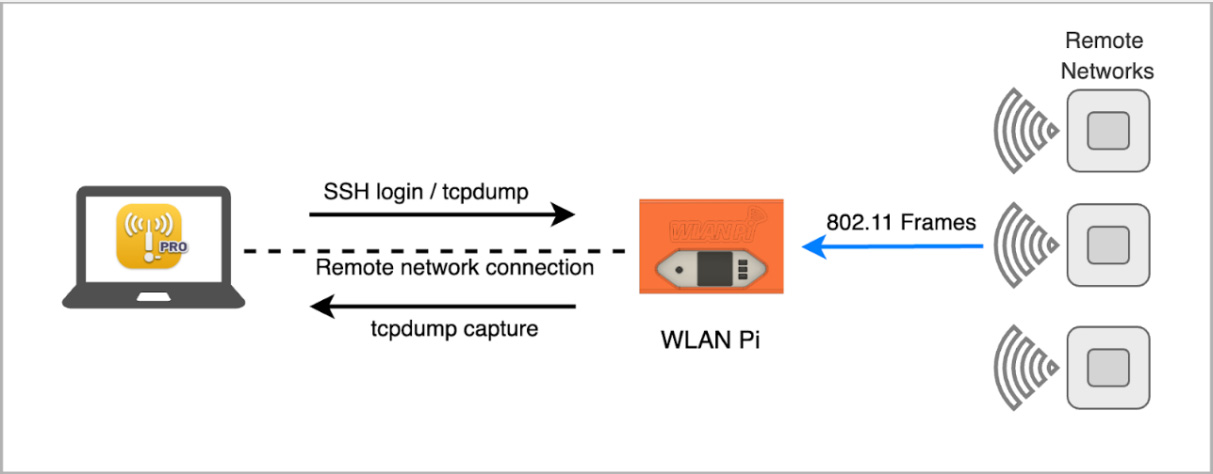 Remote
Networks
SSH login / tcpdump
802.11 Frames
WLAN Pi
PRO
Remote network connection
tcpdump capture
WLAN Pi